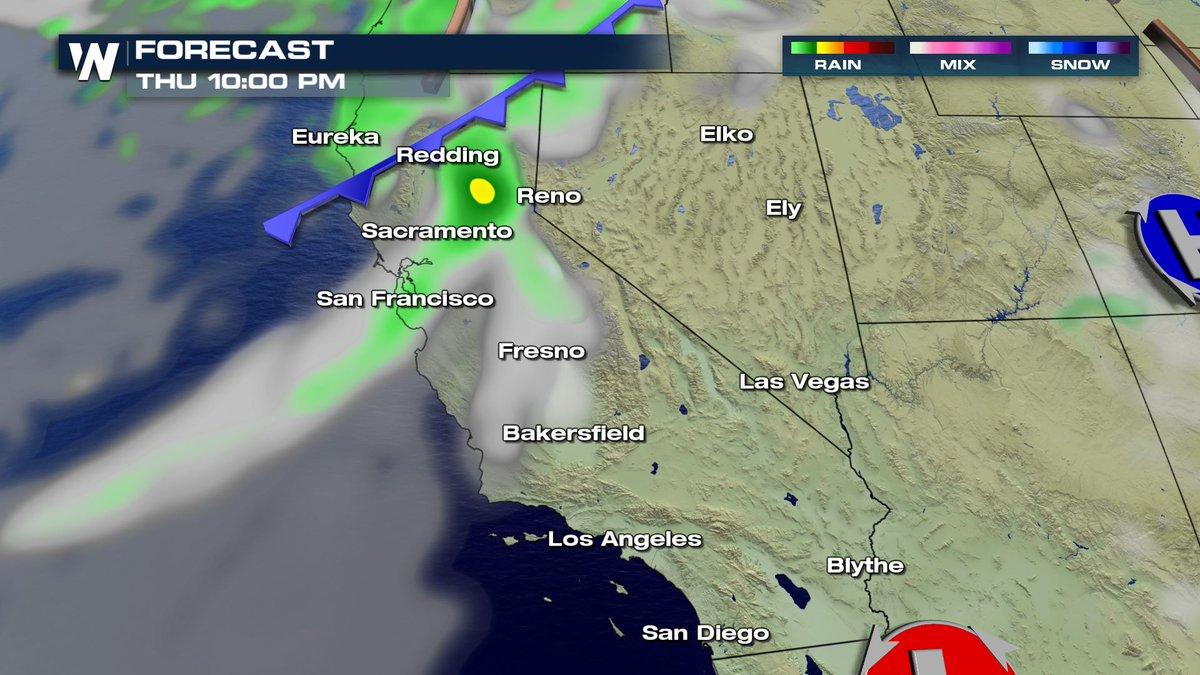 W FORECAST
THU 10:00 PM
RAIN MIX SNOW
Eureka
Elko
Redding
Reno
Ely
Sacramento
San Francisco
Fresno
Las Vegas
Bakersfield
Los Angeles
Blythe
San Diego